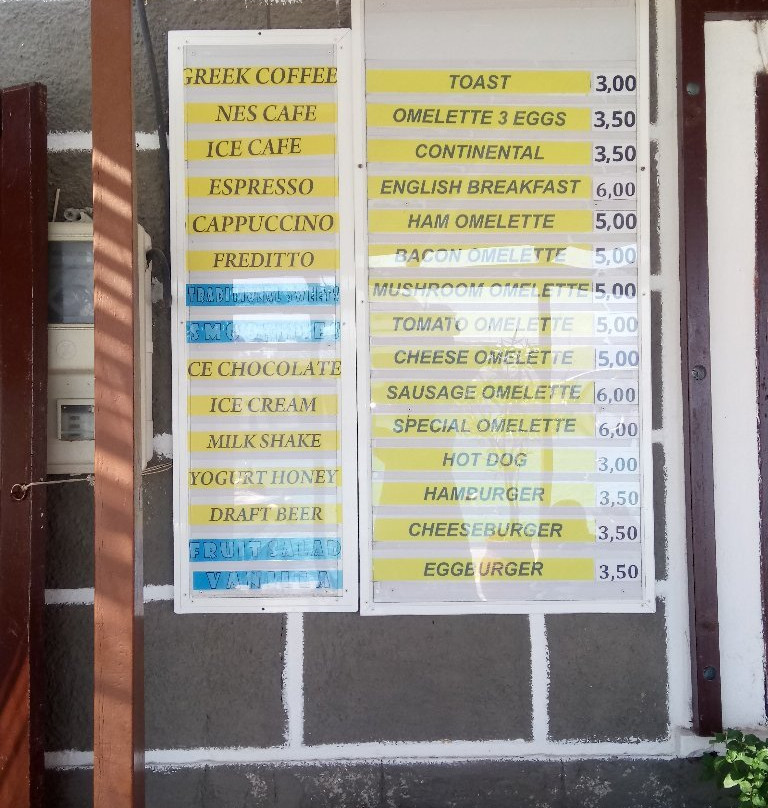 GREEK COFFEE
NES CAFE
ICE CAFE
ESPRESSO
CAPPUCCINO
FREDITTO
TRADITIONAL SWEETS
SMOOTHIES
CE CHOCOLATE
ICE CREAM
MILK SHAKE
YOGURT HONEY
DRAFT BEER
FRUIT SALAD
VANILLIA
TOAST 3,00
OMELETTE 3 EGGS 3,50
CONTINENTAL 3,50
ENGLISH BREAKFAST 6,00
HAM OMELETTE 5,00
BACON OMELETTE 5,00
MUSHROOM OMELETTE 5,00
TOMATO OMELETTE 5,00
CHEESE OMELETTE 5,00
SAUSAGE OMELETTE 6,00
SPECIAL OMELETTE 6,00
HOT DOG 3,00
HAMBURGER 3,50
CHEESEBURGER 3,50
EGGBURGER 3,50